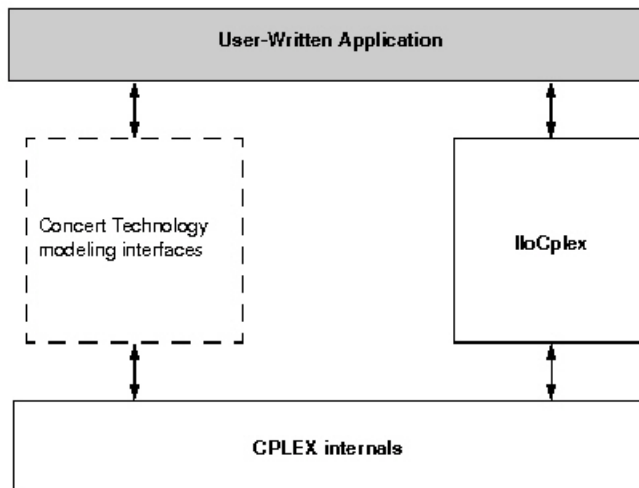 User-Written Application
Concert Technology
modeling interfaces
IloCplex
CPLEX internals